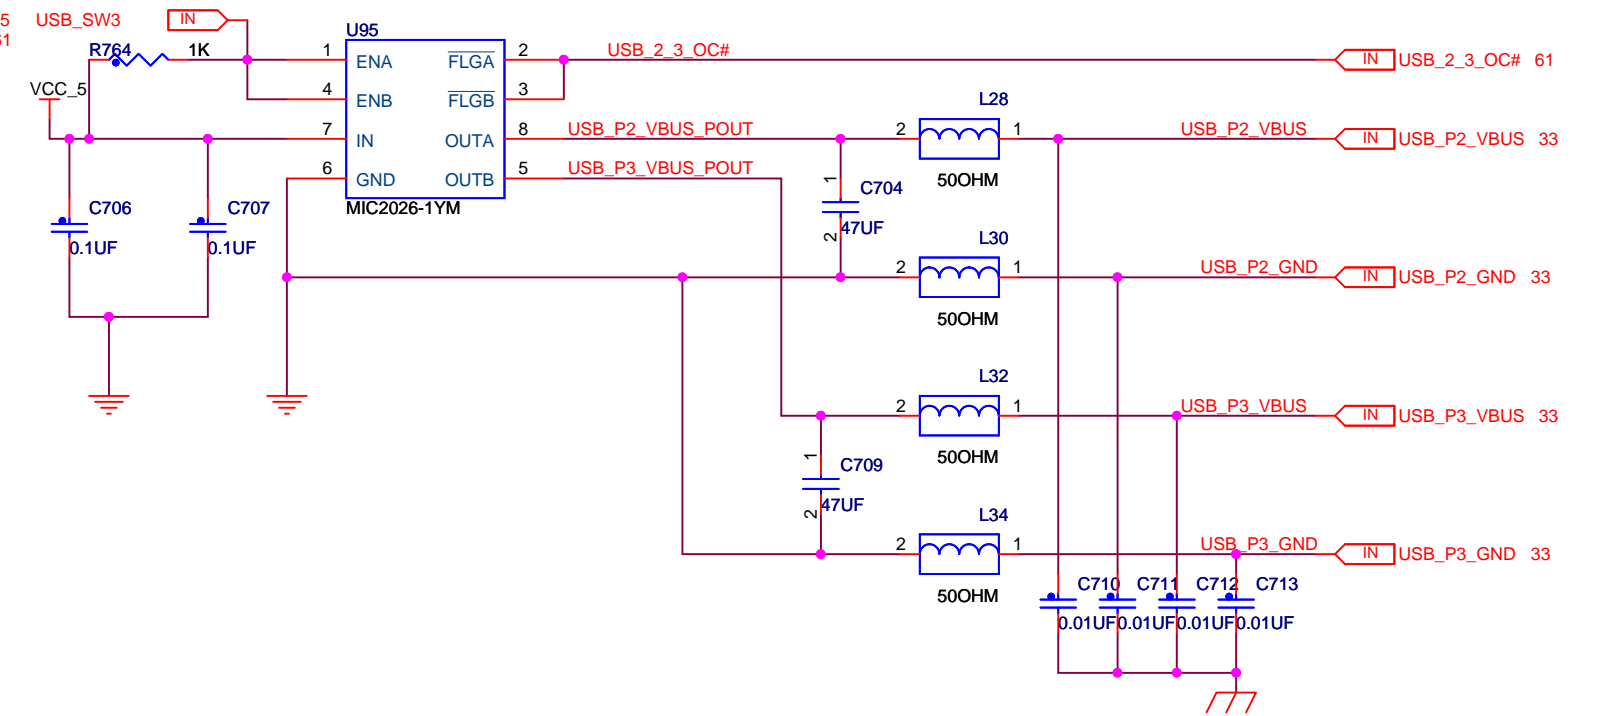 5 USB_SW3 IN
61
R764 1K
VCC_5
U95
1 ENA FLGA 2 USB_2_3_OC# IN USB_2_3_OC# 61
4 ENB FLGB 3
7 IN OUTA 8 USB_P2_VBUS_POUT 2 L28 1 USB_P2_VBUS IN USB_P2_VBUS 33
50OHM
6 GND OUTB 5 USB_P3_VBUS_POUT
MIC2026-1YM
C706 0.1UF
C707 0.1UF
1 C704
2 47UF
L30
2 1 USB_P2_GND IN USB_P2_GND 33
50OHM
L32
2 1 USB_P3_VBUS IN USB_P3_VBUS 33
50OHM
1 C709
2 47UF
L34
2 1 USB_P3_GND IN USB_P3_GND 33
50OHM
C710 C711 C712 C713
0.01UF 0.01UF 0.01UF 0.01UF